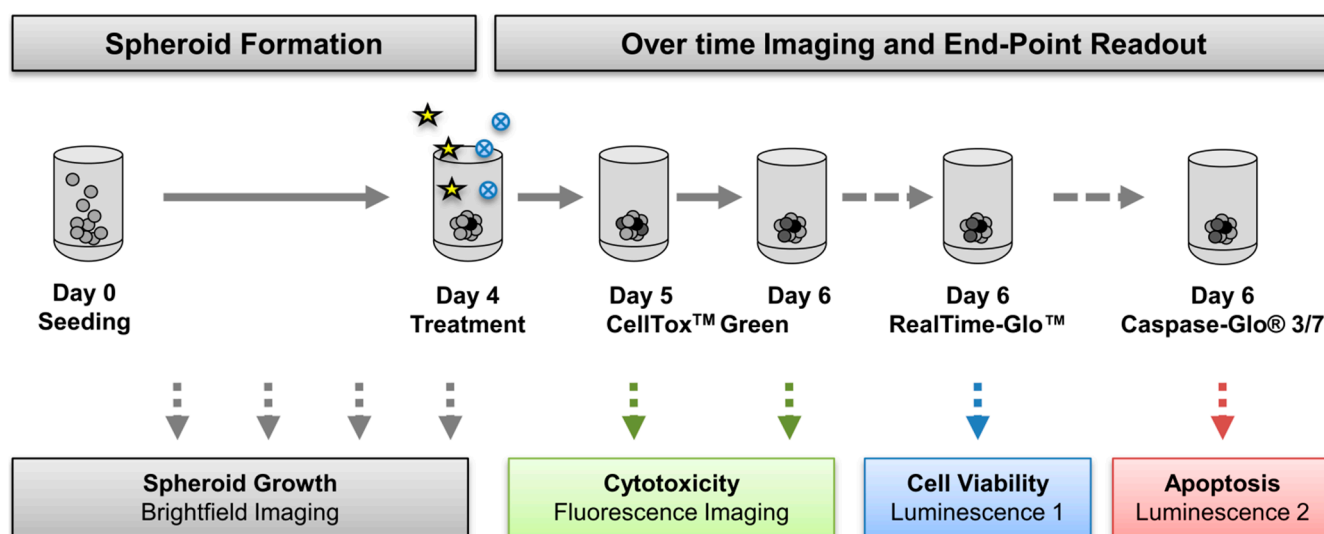 Spheroid Formation
Over time Imaging and End-Point Readout
Day 0
Seeding
Day 4
Treatment
Day 5
Day 6
CellTox™ Green
Day 6
RealTime-Glo™
Day 6
Caspase-Glo® 3/7
Spheroid Growth
Brightfield Imaging
Cytotoxicity
Fluorescence Imaging
Cell Viability
Luminescence 1
Apoptosis
Luminescence 2